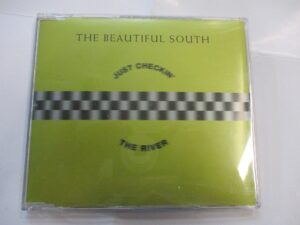 THE BEAUTIFUL SOUTH
JUST CHECKIN'
THE RIVER